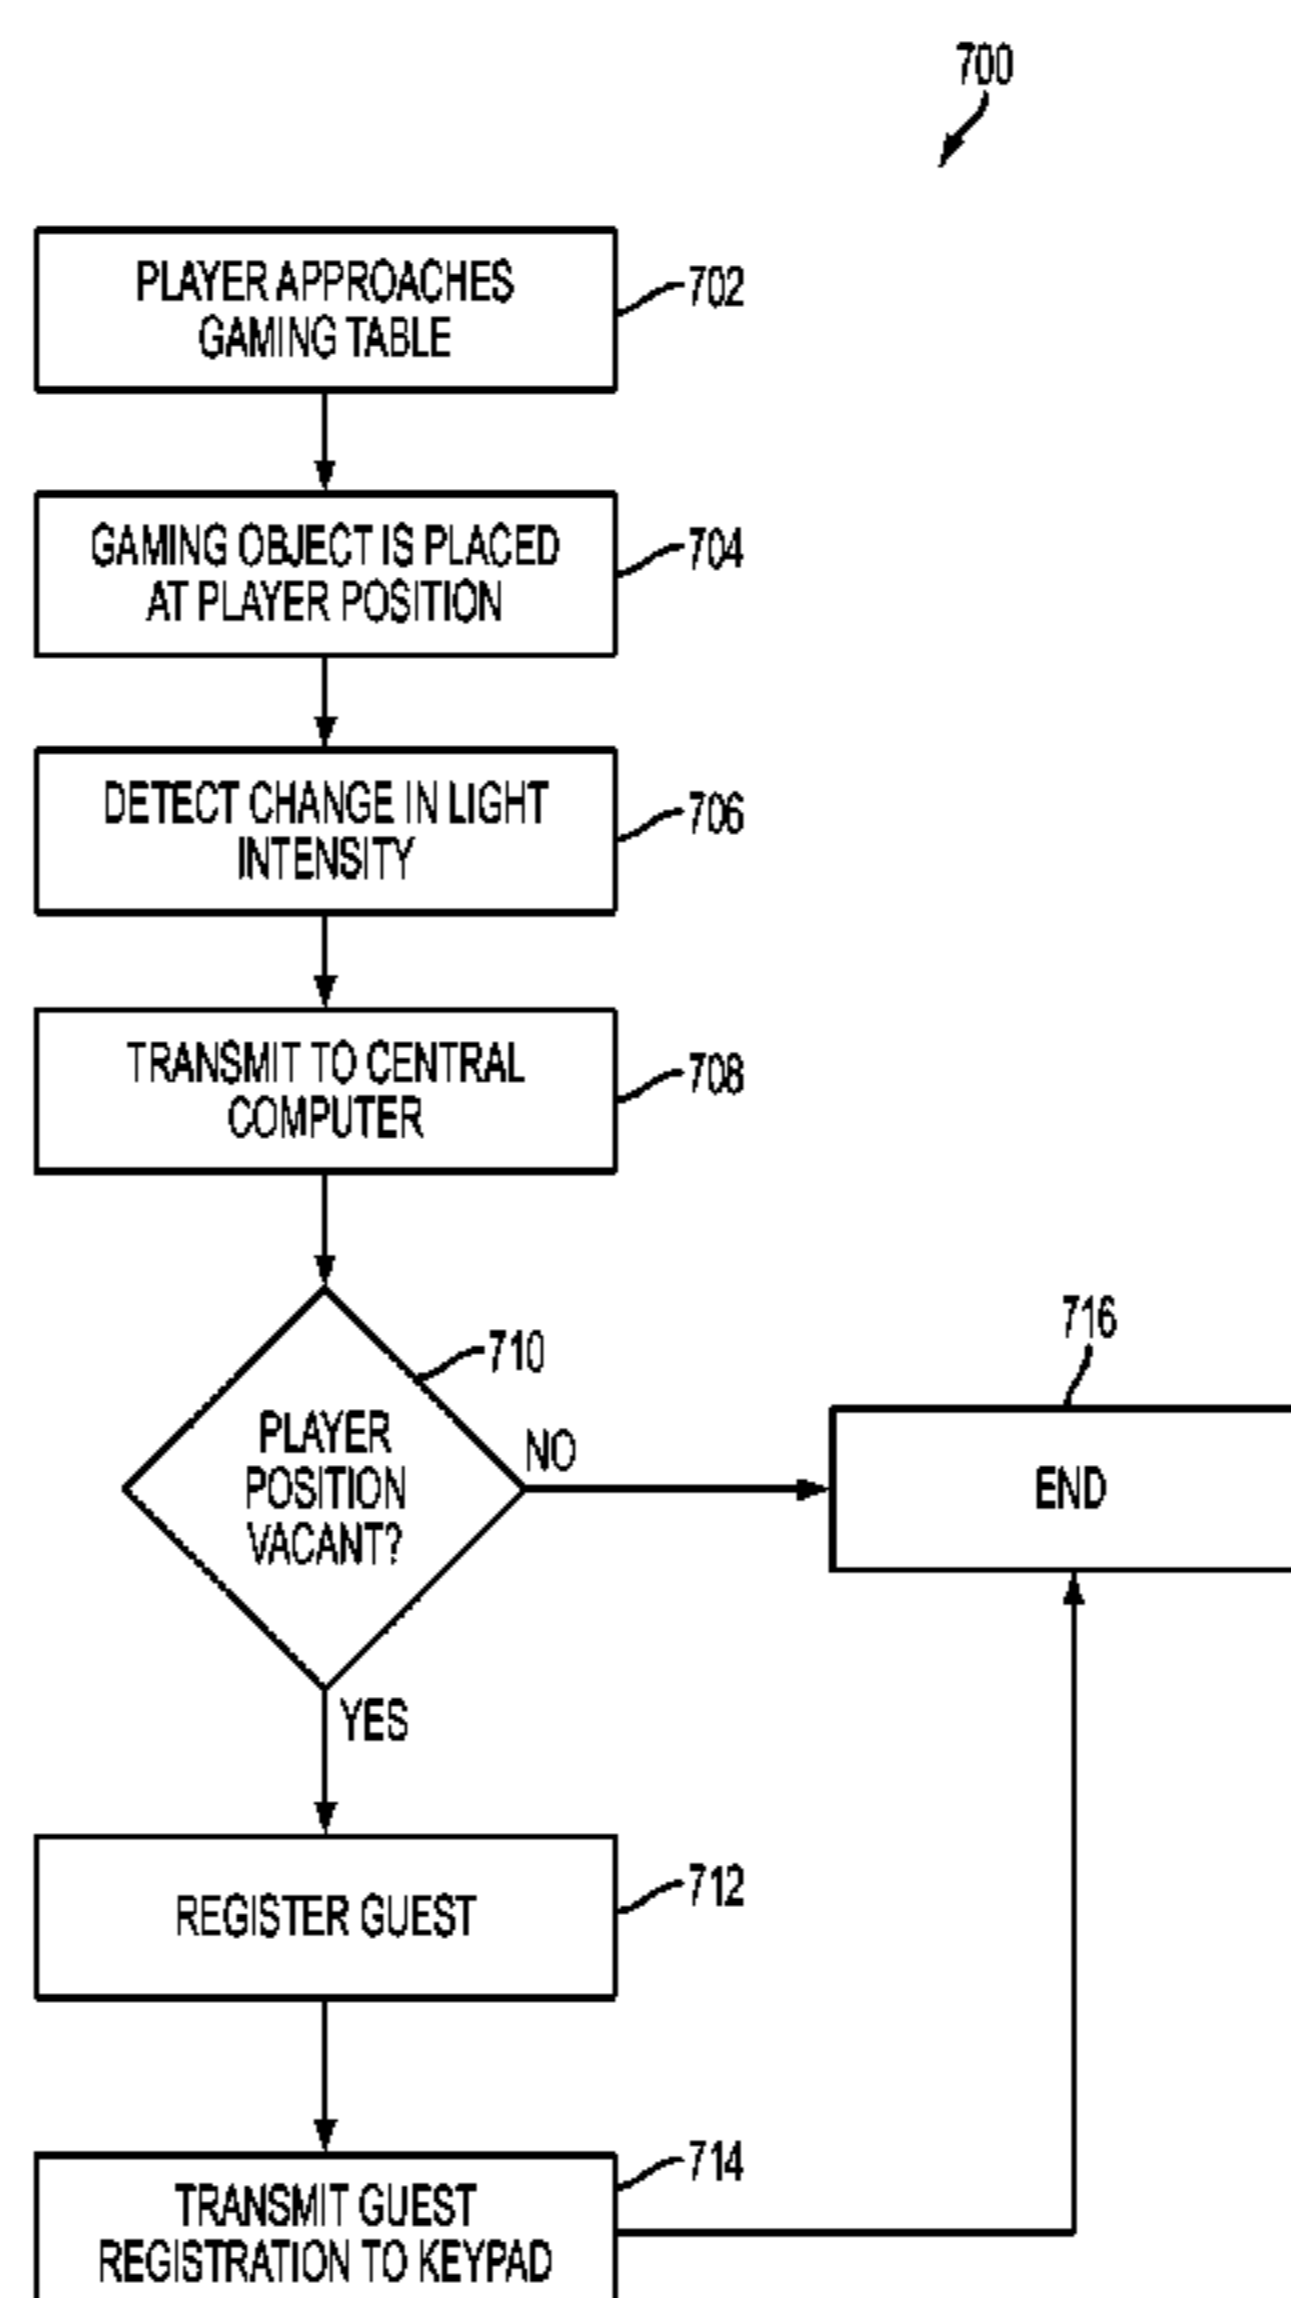 700
PLAYER APPROACHES
GAMING TABLE
702
GAMING OBJECT IS PLACED
AT PLAYER POSITION
704
DETECT CHANGE IN LIGHT
INTENSITY
706
TRANSMIT TO CENTRAL
COMPUTER
708
710
PLAYER
POSITION
VACANT?
NO
716
END
YES
REGISTER GUEST
712
TRANSMIT GUEST
REGISTRATION TO KEYPAD
714